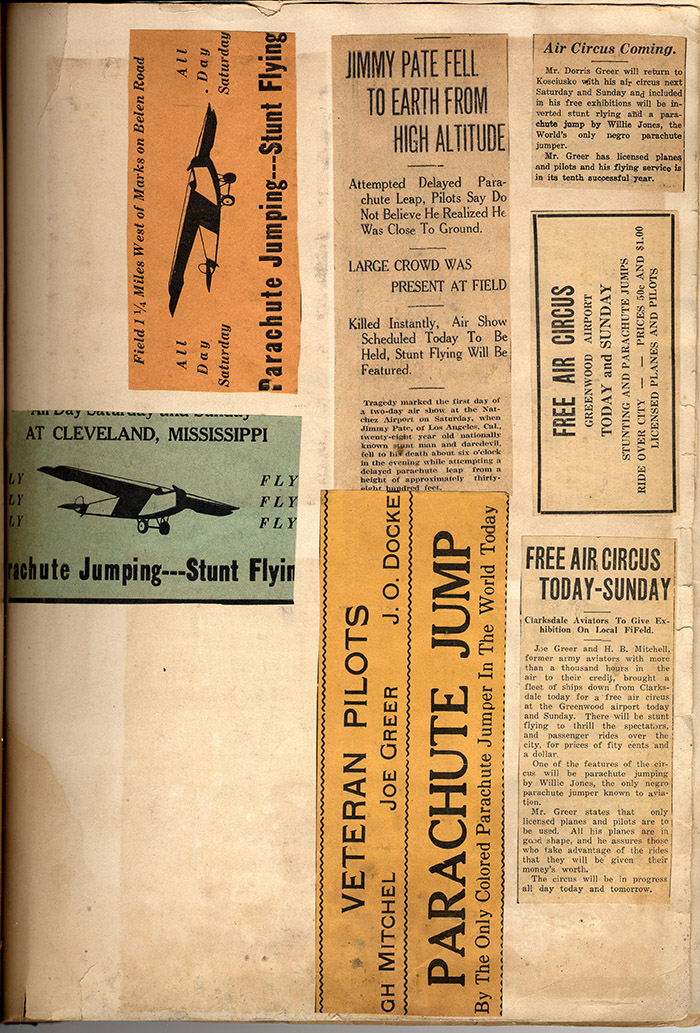 Field 1 1/4 Miles West of Marks on Belen Road
All
Day
Saturday
All
Day
Saturday
Parachute Jumping---Stunt Flying
All Day Saturday and Sunday
AT CLEVELAND, MISSISSIPPI
LY
LY
LY
FLY
FLY
FLY
rachute Jumping---Stunt Flyin
JIMMY PATE FELL
TO EARTH FROM
HIGH ALTITUDE
Attempted Delayed Para-
chute Leap, Pilots Say Do
Not Believe He Realized He
Was Close To Ground.
LARGE CROWD WAS
PRESENT AT FIELD
Killed Instantly, Air Show
Scheduled Today To Be
Held, Stunt Flying Will Be
Featured.
Tragedy marked the first day of
a two-day air show at the Nat-
chez Airport on Saturday, when
Jimmy Pate, of Los Angeles, Cal.,
twenty-eight year old nationally
known stunt man and daredevil,
fell to his death about six o'clock
in the evening while attempting a
delayed parachute leap from a
height of approximately thirty-
eight hundred feet.
VETERAN PILOTS
GH MITCHEL JOE GREER J. O. DOCKE
PARACHUTE JUMP
By The Only Colored Parachute Jumper In The World Today
Air Circus Coming.
Mr. Dorris Greer will return to
Kosciusko with his air circus next
Saturday and Sunday and included
in his free exhibitions will be in-
verted stunt rlying and a para-
chute jump by Willie Jones, the
World's only negro parachute
jumper.
Mr. Greer has licensed planes
and pilots and his flying service is
in its tenth successful year.
FREE AIR CIRCUS
GREENWOOD AIRPORT
TODAY and SUNDAY
STUNTING AND PARACHUTE JUMPS
RIDE OVER CITY — — PRICES 50c AND $1.00
LICENSED PLANES AND PILOTS
FREE AIR CIRCUS
TODAY-SUNDAY
Clarksdale Aviators To Give Ex-
hibition On Local FiFeld.
Joe Greer and H. B. Mitchell,
former army aviators with more
than a thousand hours in the
air to their credij, brought a
fleet of ships down from Clarks-
dale today for a free air circus
at the Greenwood airport today
and Sunday. There will be stunt
flying to thrill the spectators,
and passenger rides over the
city, for prices of fity cents and
a dollar.
One of the features of the cir-
cus will be parachute jumping
by Willie Jones, the only negro
parachute jumper known to avia-
tion.
Mr. Greer states that only
licensed planes and pilots are to
be used. All his planes are in
good shape, and he assures those
who take advantage of the rides
that they will be given their
money's worth.
The circus will be in progress
all day today and tomorrow.